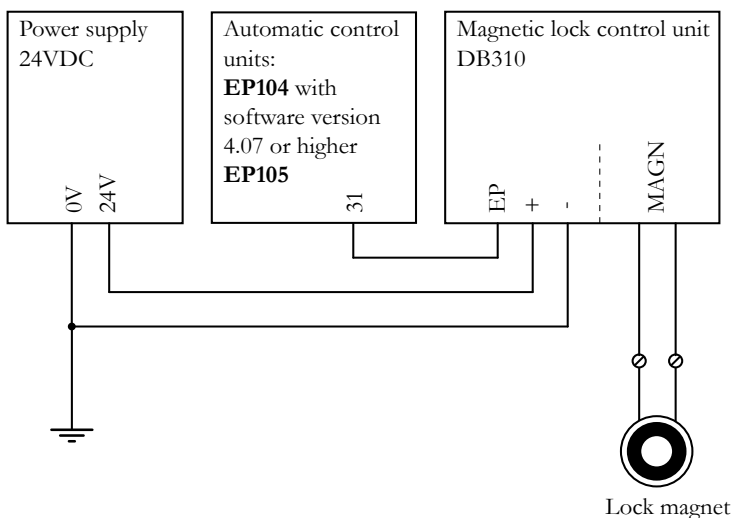 Power supply
24VDC
0V
24V
Automatic control
units:
EP104 with
software version
4.07 or higher
EP105
31
Magnetic lock control unit
DB310
EP
+
-
MAGN
Lock magnet